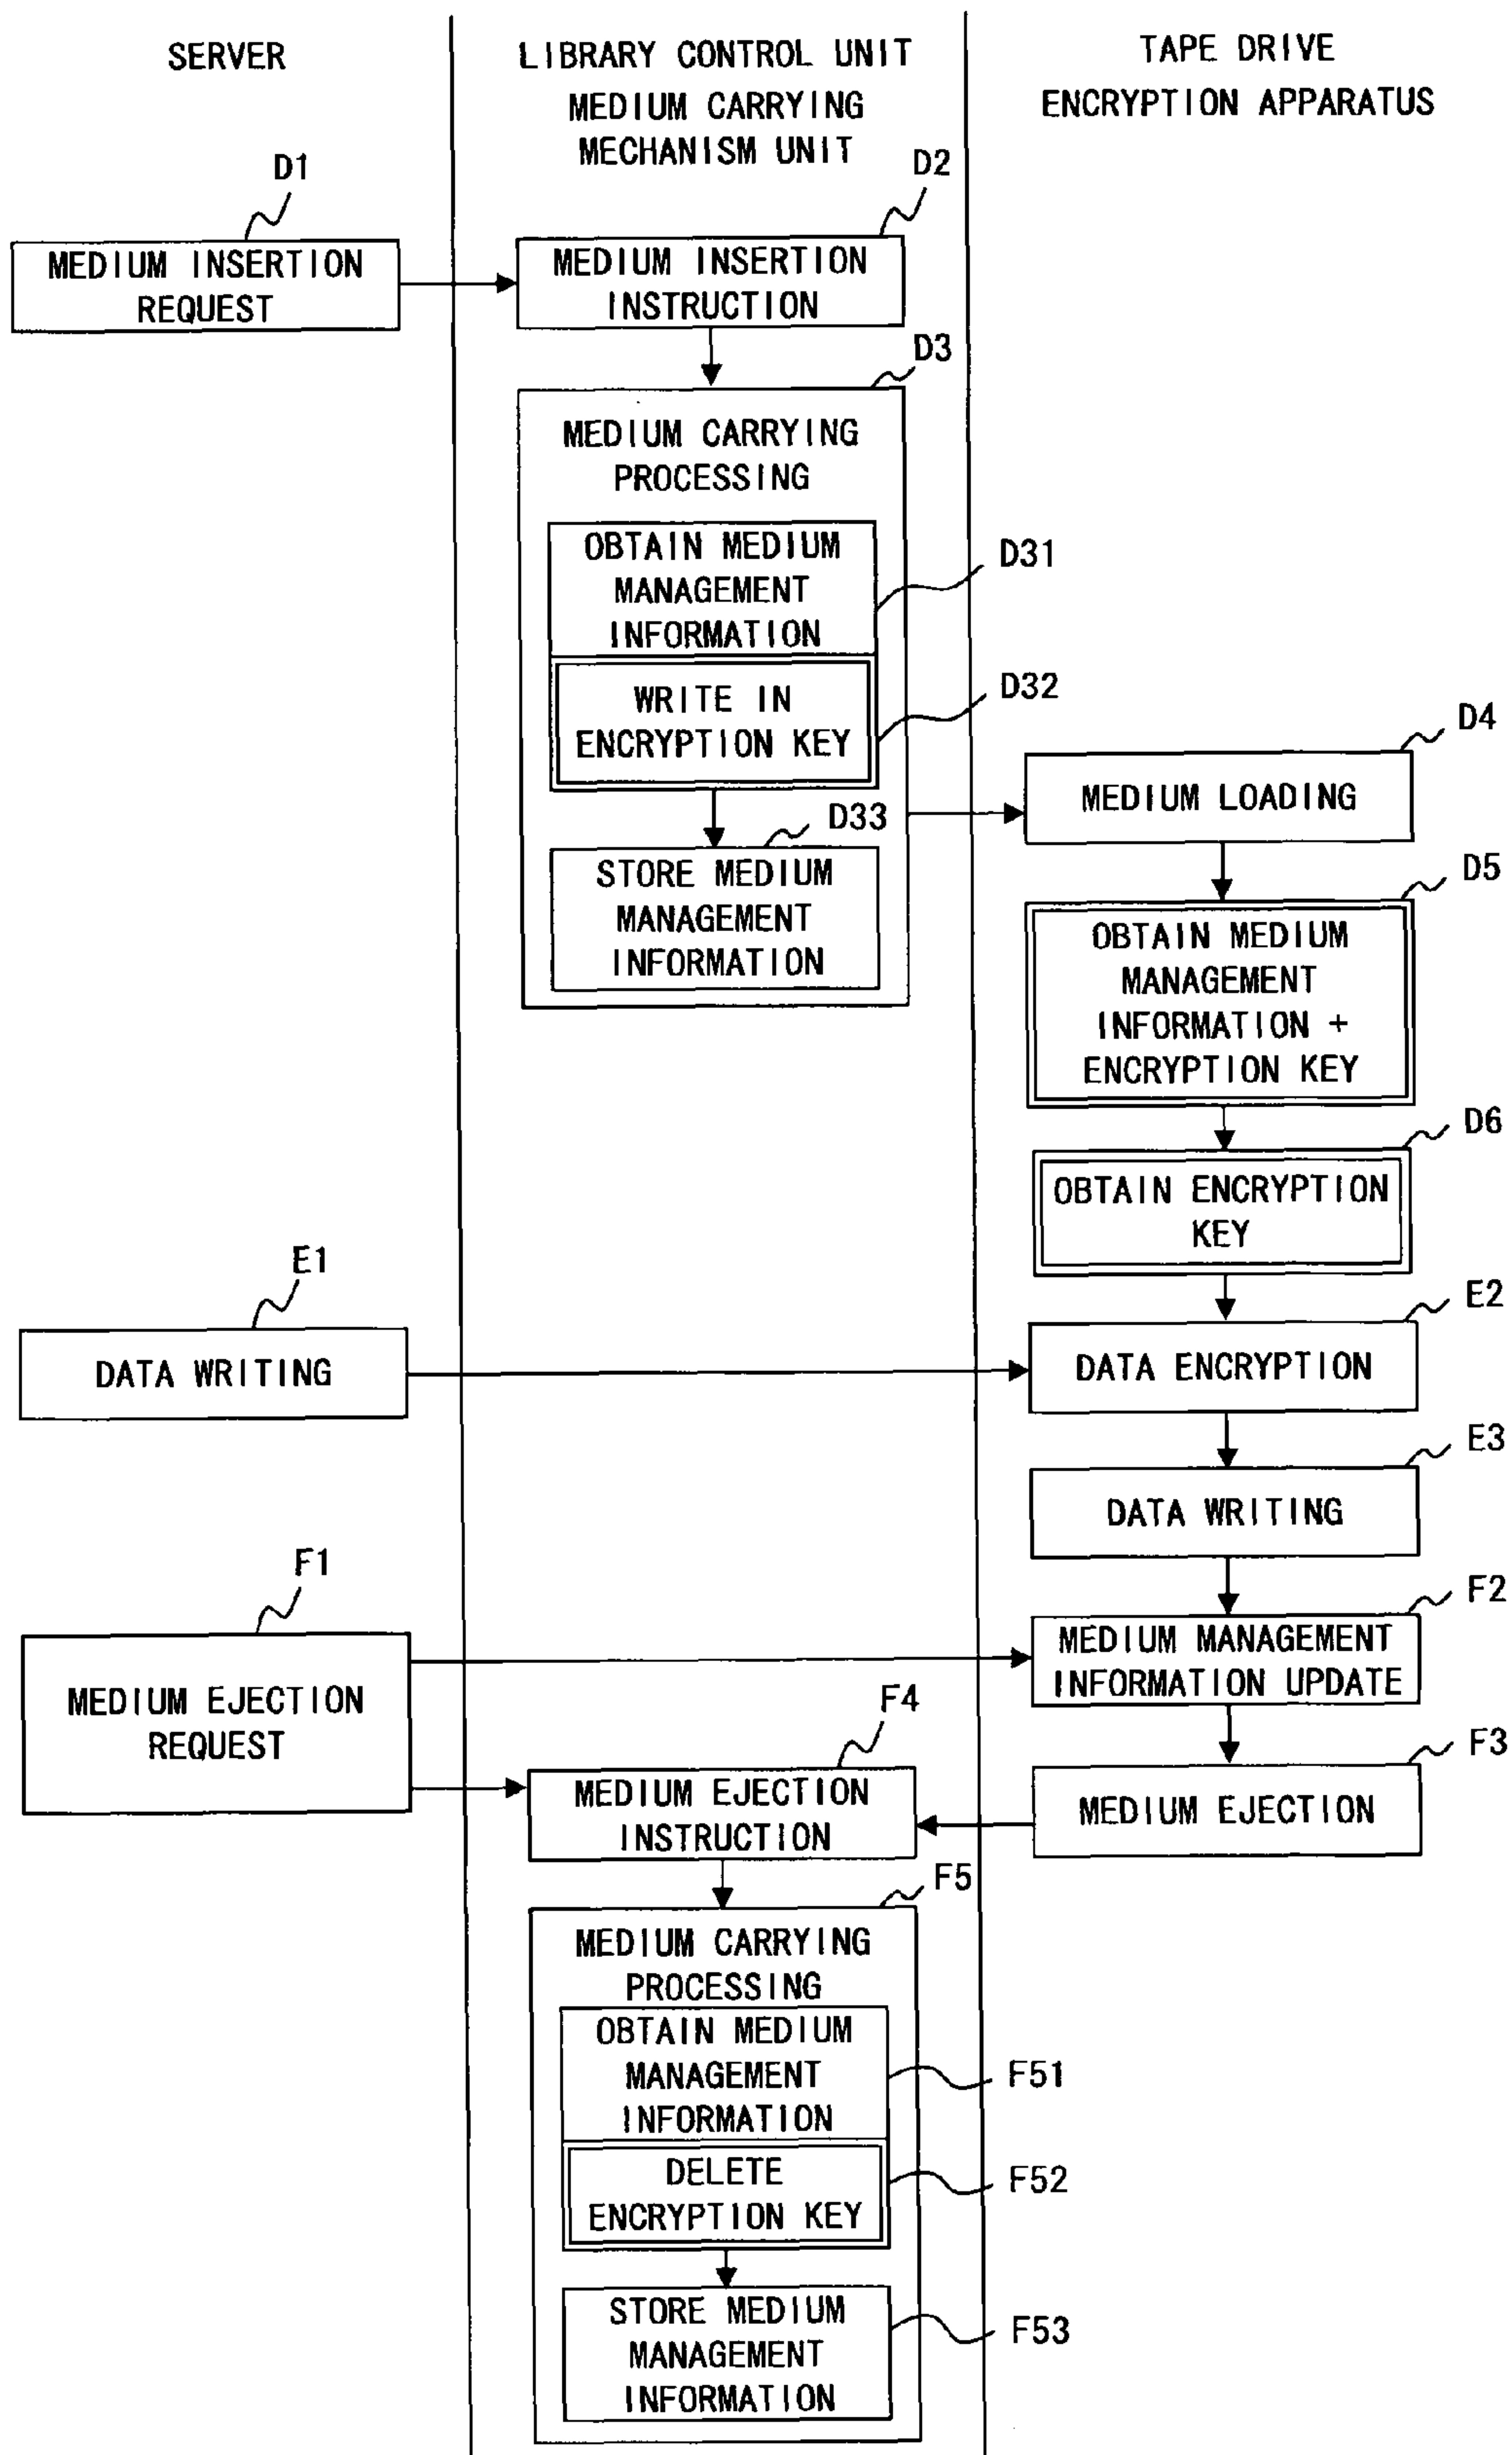 SERVER
LIBRARY CONTROL UNIT
MEDIUM CARRYING
MECHANISM UNIT
TAPE DRIVE
ENCRYPTION APPARATUS
D1
MEDIUM INSERTION
REQUEST
D2
MEDIUM INSERTION
INSTRUCTION
D3
MEDIUM CARRYING
PROCESSING
OBTAIN MEDIUM
MANAGEMENT
INFORMATION
D31
WRITE IN
ENCRYPTION KEY
D32
D33
STORE MEDIUM
MANAGEMENT
INFORMATION
D4
MEDIUM LOADING
D5
OBTAIN MEDIUM
MANAGEMENT
INFORMATION +
ENCRYPTION KEY
D6
OBTAIN ENCRYPTION
KEY
E1
DATA WRITING
E2
DATA ENCRYPTION
E3
DATA WRITING
F1
MEDIUM EJECTION
REQUEST
F2
MEDIUM MANAGEMENT
INFORMATION UPDATE
F3
MEDIUM EJECTION
F4
MEDIUM EJECTION
INSTRUCTION
F5
MEDIUM CARRYING
PROCESSING
OBTAIN MEDIUM
MANAGEMENT
INFORMATION
F51
DELETE
ENCRYPTION KEY
F52
STORE MEDIUM
MANAGEMENT
INFORMATION
F53